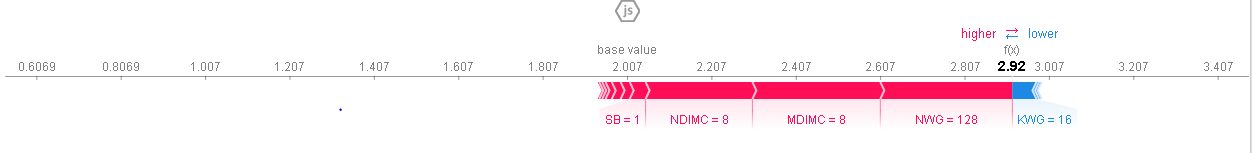 js
higher lower
base value f(x)
0.6069 0.8069 1.007 1.207 1.407 1.607 1.807 2.007 2.207 2.407 2.607 2.807 2.92 3.007 3.207 3.407
SB = 1 NDIMC = 8 MDIMC = 8 NWG = 128 KWG = 16